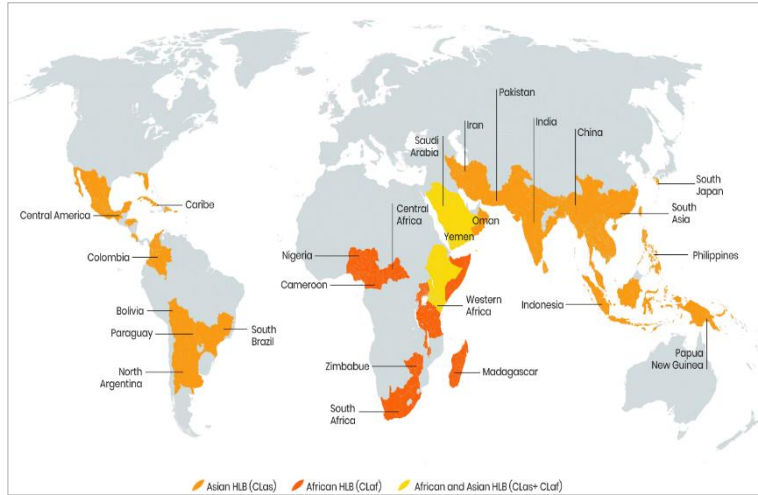 Pakistan
Iran
India
Saudi
Arabia
China
South
Japan
Central America
Caribe
Central
Africa
South
Asia
Oman
Yemen
Colombia
Nigeria
Philippines
Cameroon
Western
Africa
Indonesia
Bolivia
Paraguay
South
Brazil
Papua
New Guinea
Zimbabwe
Madagascar
North
Argentina
South
Africa
Asian HLB (CLas)
African HLB (CLaf)
African and Asian HLB (CLas+ CLaf)